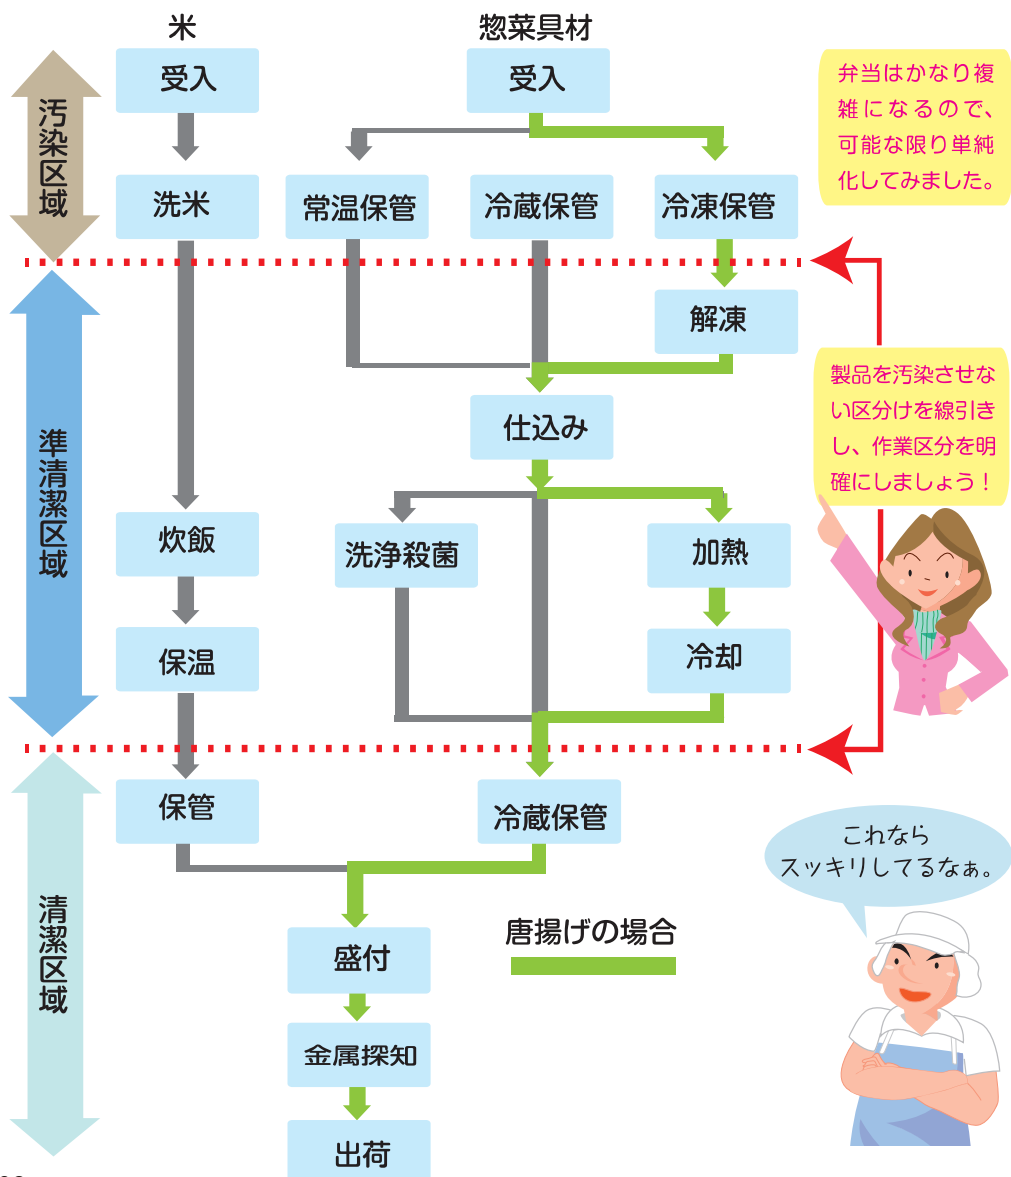 米
惣菜具材
受入
受入
弁当はかなり複
雑になるので、
可能な限り単純
化してみました。
汚染区域
洗米
常温保管
冷蔵保管
冷凍保管
解凍
製品を汚染させな
い区分けを線引き
し、作業区分を明
確にしましょう！
仕込み
準清潔区域
炊飯
洗浄殺菌
加熱
保温
冷却
保管
冷蔵保管
これなら
スッキリしてるなぁ。
清潔区域
唐揚げの場合
盛付
金属探知
出荷